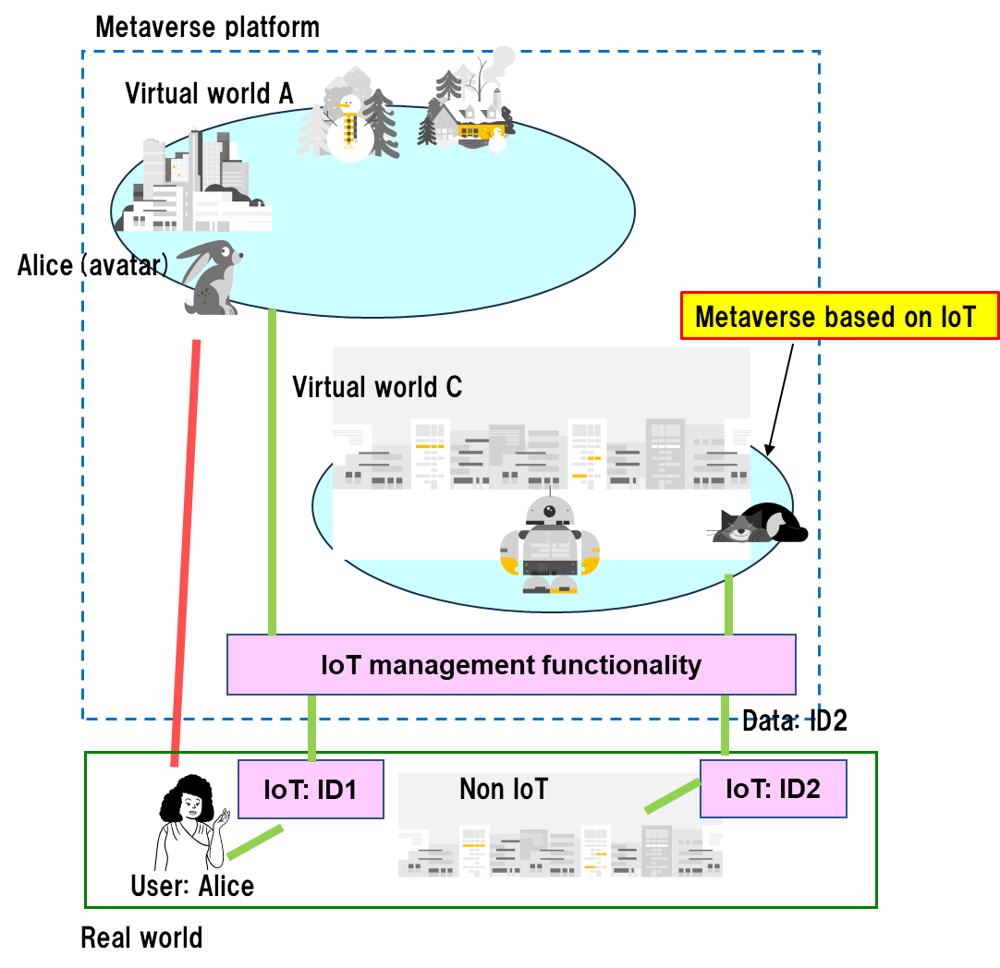 Metaverse platform
Virtual world A
Alice (avatar)
Metaverse based on IoT
Virtual world C
IoT management functionality
Data: ID2
IoT: ID1
Non IoT
IoT: ID2
User: Alice
Real world